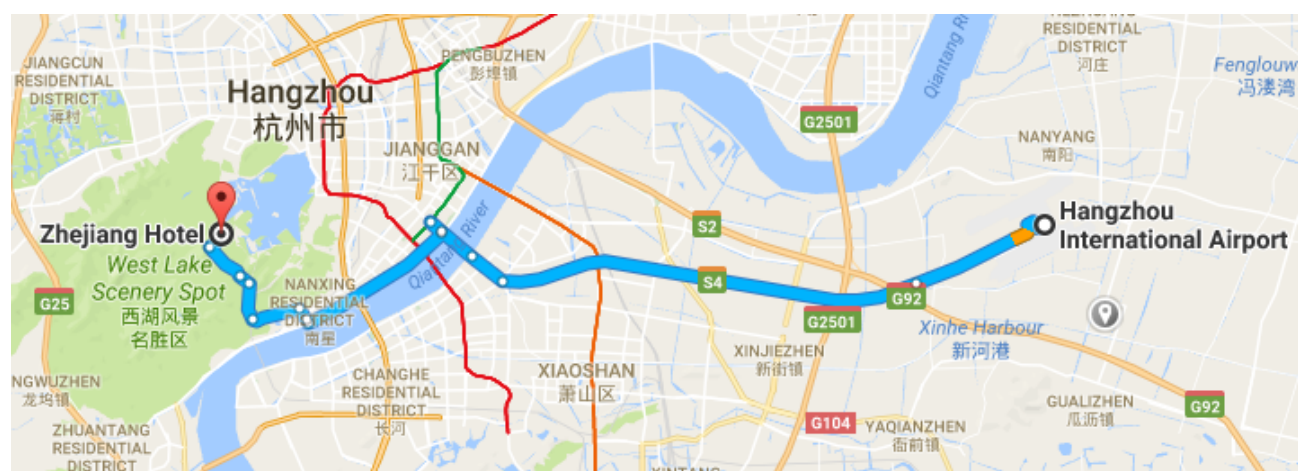 JIANGCUN
RESIDENTIAL
DISTRICT
蒋村
Hangzhou
杭州市
PENGBUZHEN
彭埠镇
JIANGGAN
江干区
RESIDENTIAL
DISTRICT
河庄
Qiantang
Fenglouw
冯溇湾
G2501
NANYANG
南阳
S2
Hangzhou
International Airport
Zhejiang Hotel
West Lake
Scenery Spot
西湖风景
名胜区
G25
NANXING
RESIDENTIAL
DISTRICT
南星
Qiantang River
S4
G92
G2501
Xinhe Harbour
新河港
XINJIEZHEN
新街镇
XIAOSHAN
萧山区
CHANGHE
RESIDENTIAL
DISTRICT
长河
NGWUZHEN
龙坞镇
ZHUANTANG
RESIDENTIAL
DISTRICT
G104
YAQIANZHEN
衙前镇
GUALIZHEN
瓜沥镇
G92
XINTANG